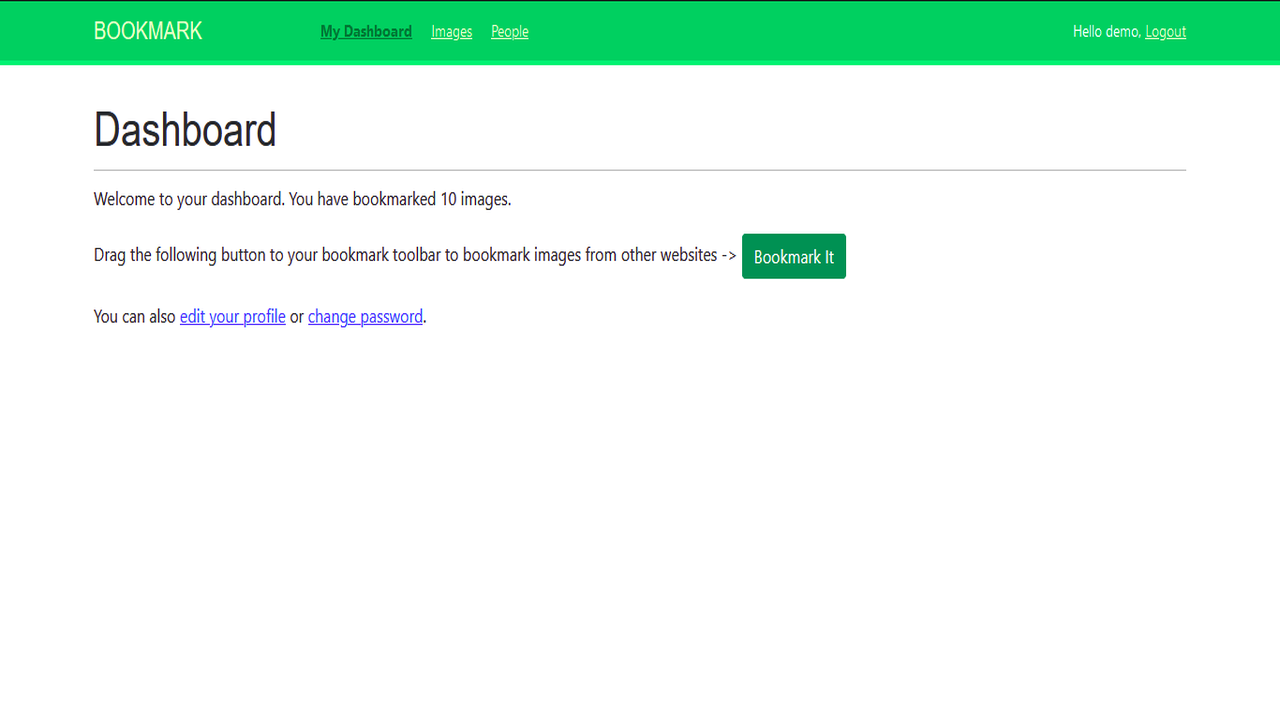 BOOKMARK My Dashboard Images People Hello demo, Logout
Dashboard
Welcome to your dashboard. You have bookmarked 10 images.
Drag the following button to your bookmark toolbar to bookmark images from other websites -> Bookmark It
You can also edit your profile or change password.